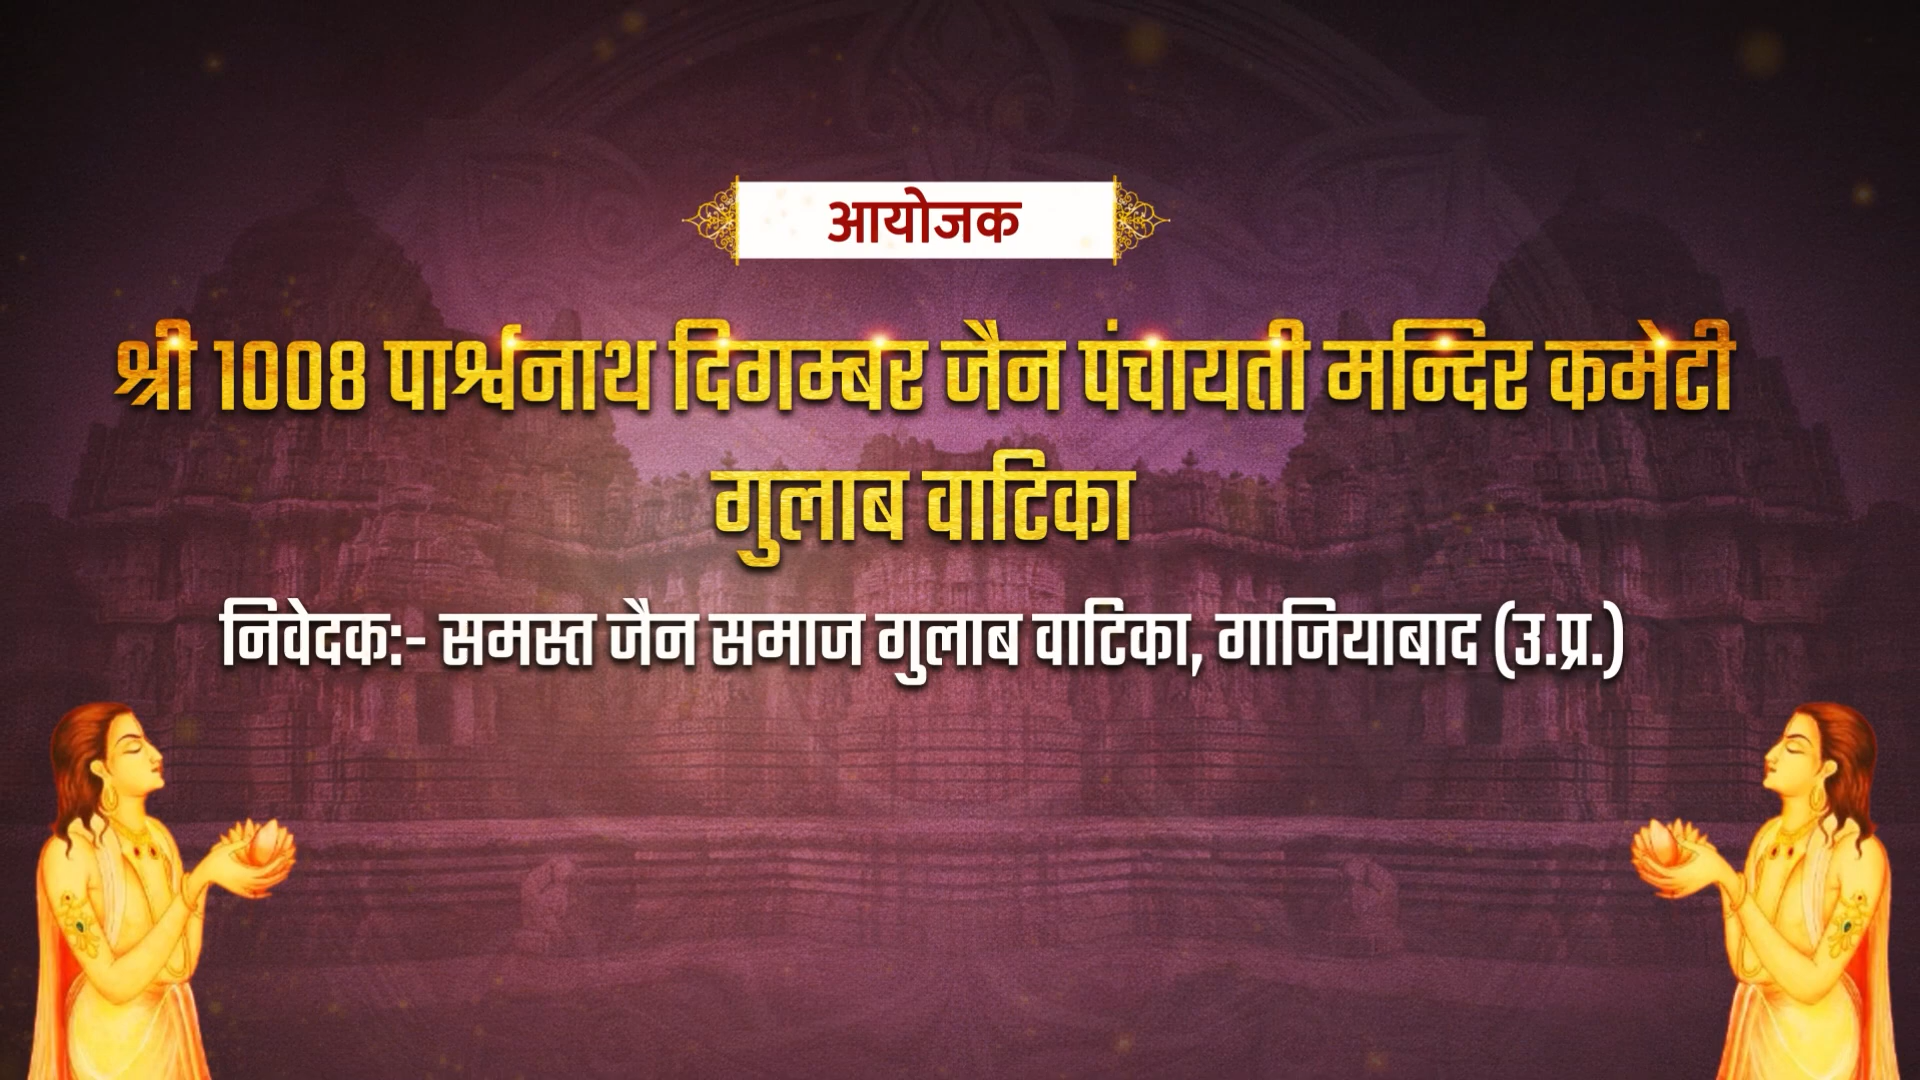 आयोजक
श्री 1008 पार्श्वनाथ दिगम्बर जैन पंचायती मन्दिर कमेटी
गुलाब वाटिका
निवेदक:- समस्त जैन समाज गुलाब वाटिका, गाजियाबाद (उ.प्र.)